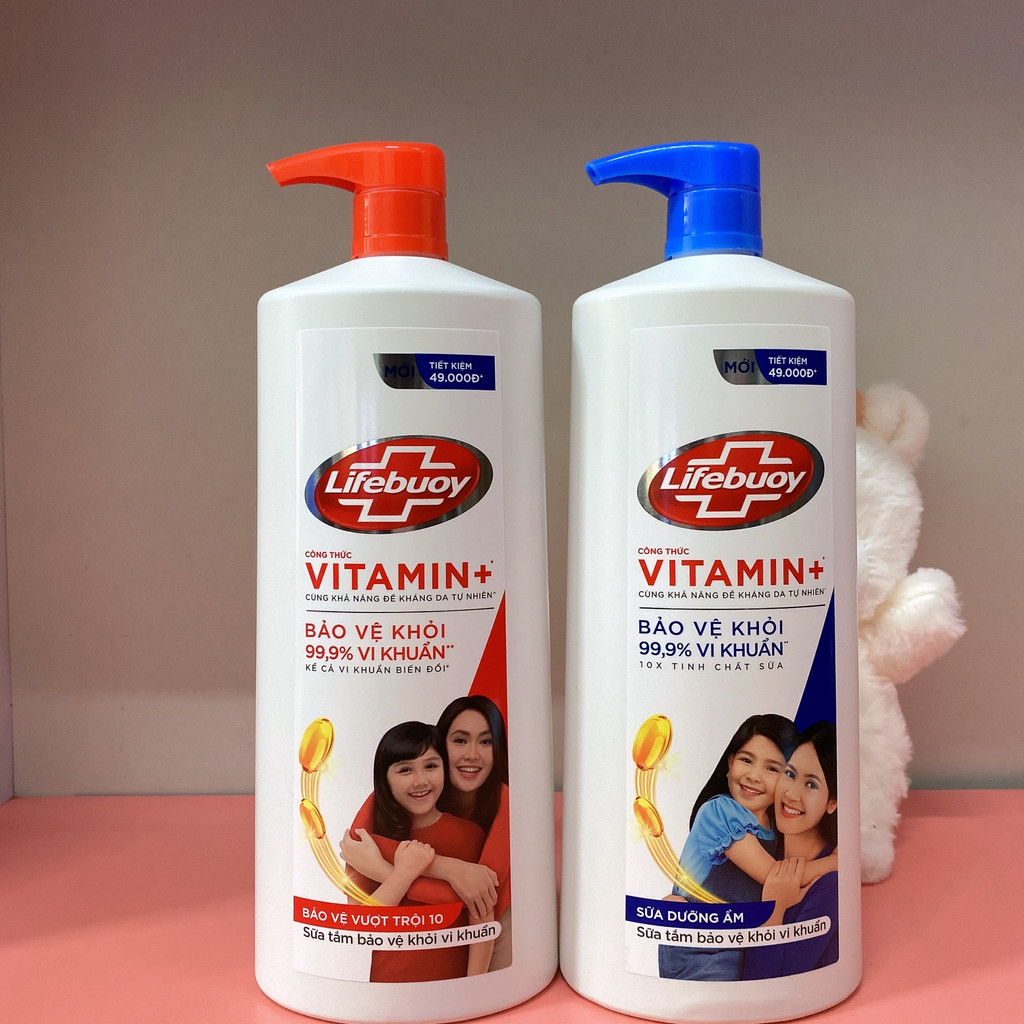 MỚI
TIẾT KIỆM
49.000Đ*
Lifebuoy
CÔNG THỨC
VITAMIN+*
CÙNG KHẢ NĂNG ĐỀ KHÁNG DA TỰ NHIÊN^
BẢO VỆ KHỎI
99,9% VI KHUẨN**
KỂ CẢ VI KHUẨN BIẾN ĐỔI#
BẢO VỆ VƯỢT TRỘI 10
Sữa tắm bảo vệ khỏi vi khuẩn
MỚI
TIẾT KIỆM
49.000Đ*
Lifebuoy
CÔNG THỨC
VITAMIN+*
CÙNG KHẢ NĂNG ĐỀ KHÁNG DA TỰ NHIÊN^
BẢO VỆ KHỎI
99,9% VI KHUẨN**
10X TINH CHẤT SỮA
SỮA DƯỠNG ẨM
Sữa tắm bảo vệ khỏi vi khuẩn